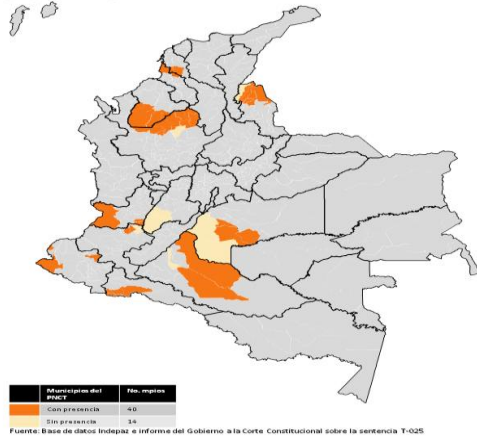 Municipios del PNCT No. mpios
Con presencia 40
Sin presencia 14
Fuente: Base de datos Indepaz e informe del Gobierno a la Corte Constitucional sobre la sentencia T-025